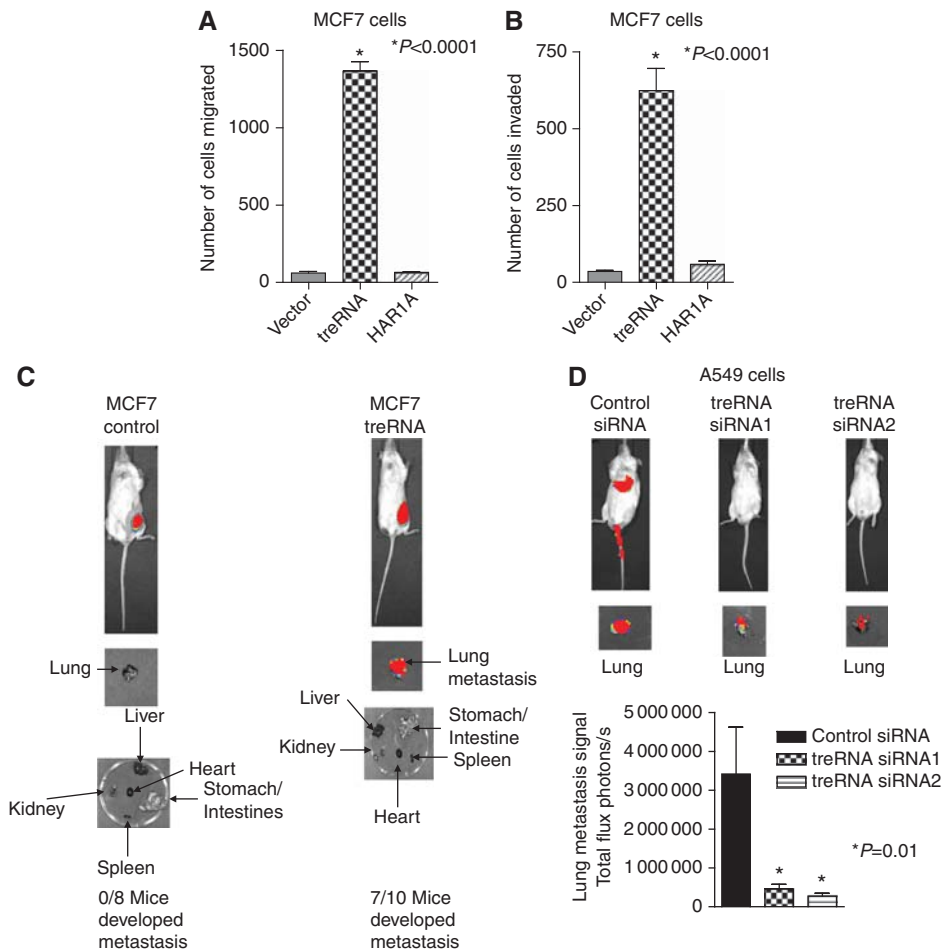 A
MCF7 cells
*P<0.0001
Number of cells migrated
1500
1000
500
0
*
Vector
treRNA
HAR1A
B
MCF7 cells
*P<0.0001
Number of cells invaded
750
500
250
0
*
Vector
treRNA
HAR1A
C
MCF7
control
Lung
Liver
Heart
Kidney
Stomach/
Intestines
Spleen
0/8 Mice
developed
metastasis
MCF7
treRNA
Lung
metastasis
Liver
Stomach/
Intestine
Kidney
Spleen
Heart
7/10 Mice
developed
metastasis
D
A549 cells
Control
siRNA
treRNA
siRNA1
treRNA
siRNA2
Lung
Lung
Lung
Lung metastasis signal
Total flux photons/s
5 000 000
4 000 000
3 000 000
2 000 000
1 000 000
0
Control siRNA
treRNA siRNA1
treRNA siRNA2
*P=0.01
*
*